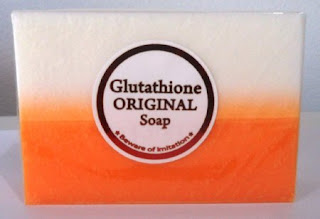 Glutathione
ORIGINAL
Soap
*Beware of imitation*